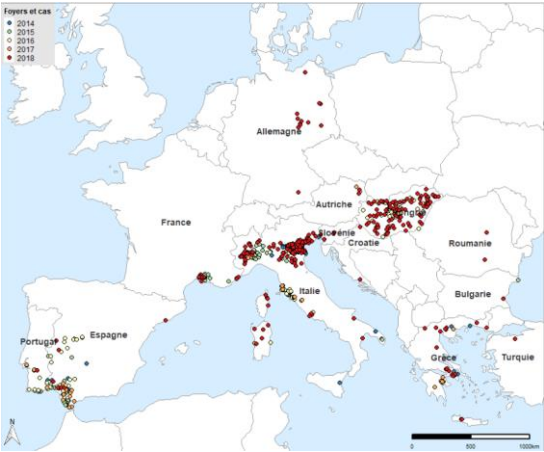 Foyers et cas
2014
2015
2016
2017
2018
Allemagne
Autriche
France
Slovénie
Croatie
Roumanie
Italie
Bulgarie
Portugal
Espagne
Grèce
Turquie
N
0 500 1000km